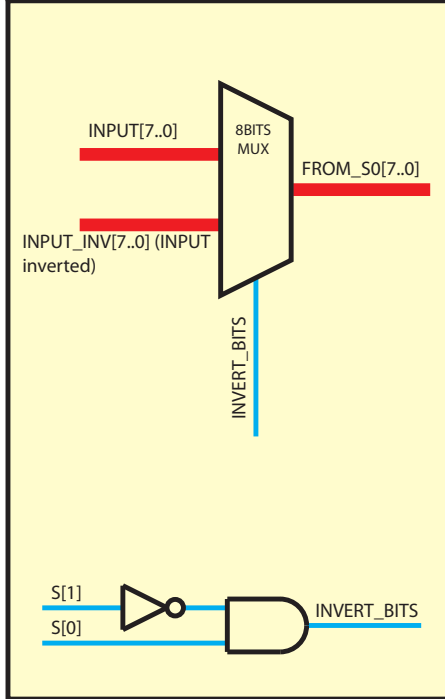 INPUT[7..0]
8BITS
MUX
FROM_S0[7..0]
INPUT_INV[7..0] (INPUT
inverted)
INVERT_BITS
S[1]
S[0]
INVERT_BITS